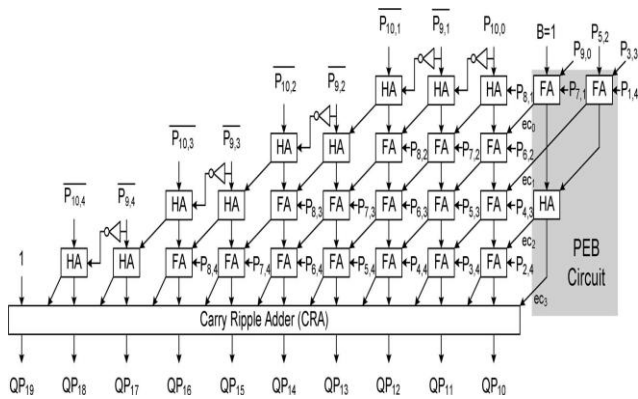 P10,1 P9,1 P10,0 B=1 P5,2
P9,0 P3,3
P10,2 P9,2 HA HA HA P8,1 FA P7,1 FA P1,4
ec0
P10,3 P9,3 HA HA FA P8,2 FA P7,2 FA P6,2
ec1
P10,4 P9,4 HA HA FA P8,3 FA P7,3 FA P6,3 FA P5,3 FA P4,3 HA
ec2
1 HA HA FA P8,4 FA P7,4 FA P6,4 FA P5,4 FA P4,4 FA P3,4 FA P2,4
PEB
Circuit
ec3
Carry Ripple Adder (CRA)
QP19 QP18 QP17 QP16 QP15 QP14 QP13 QP12 QP11 QP10